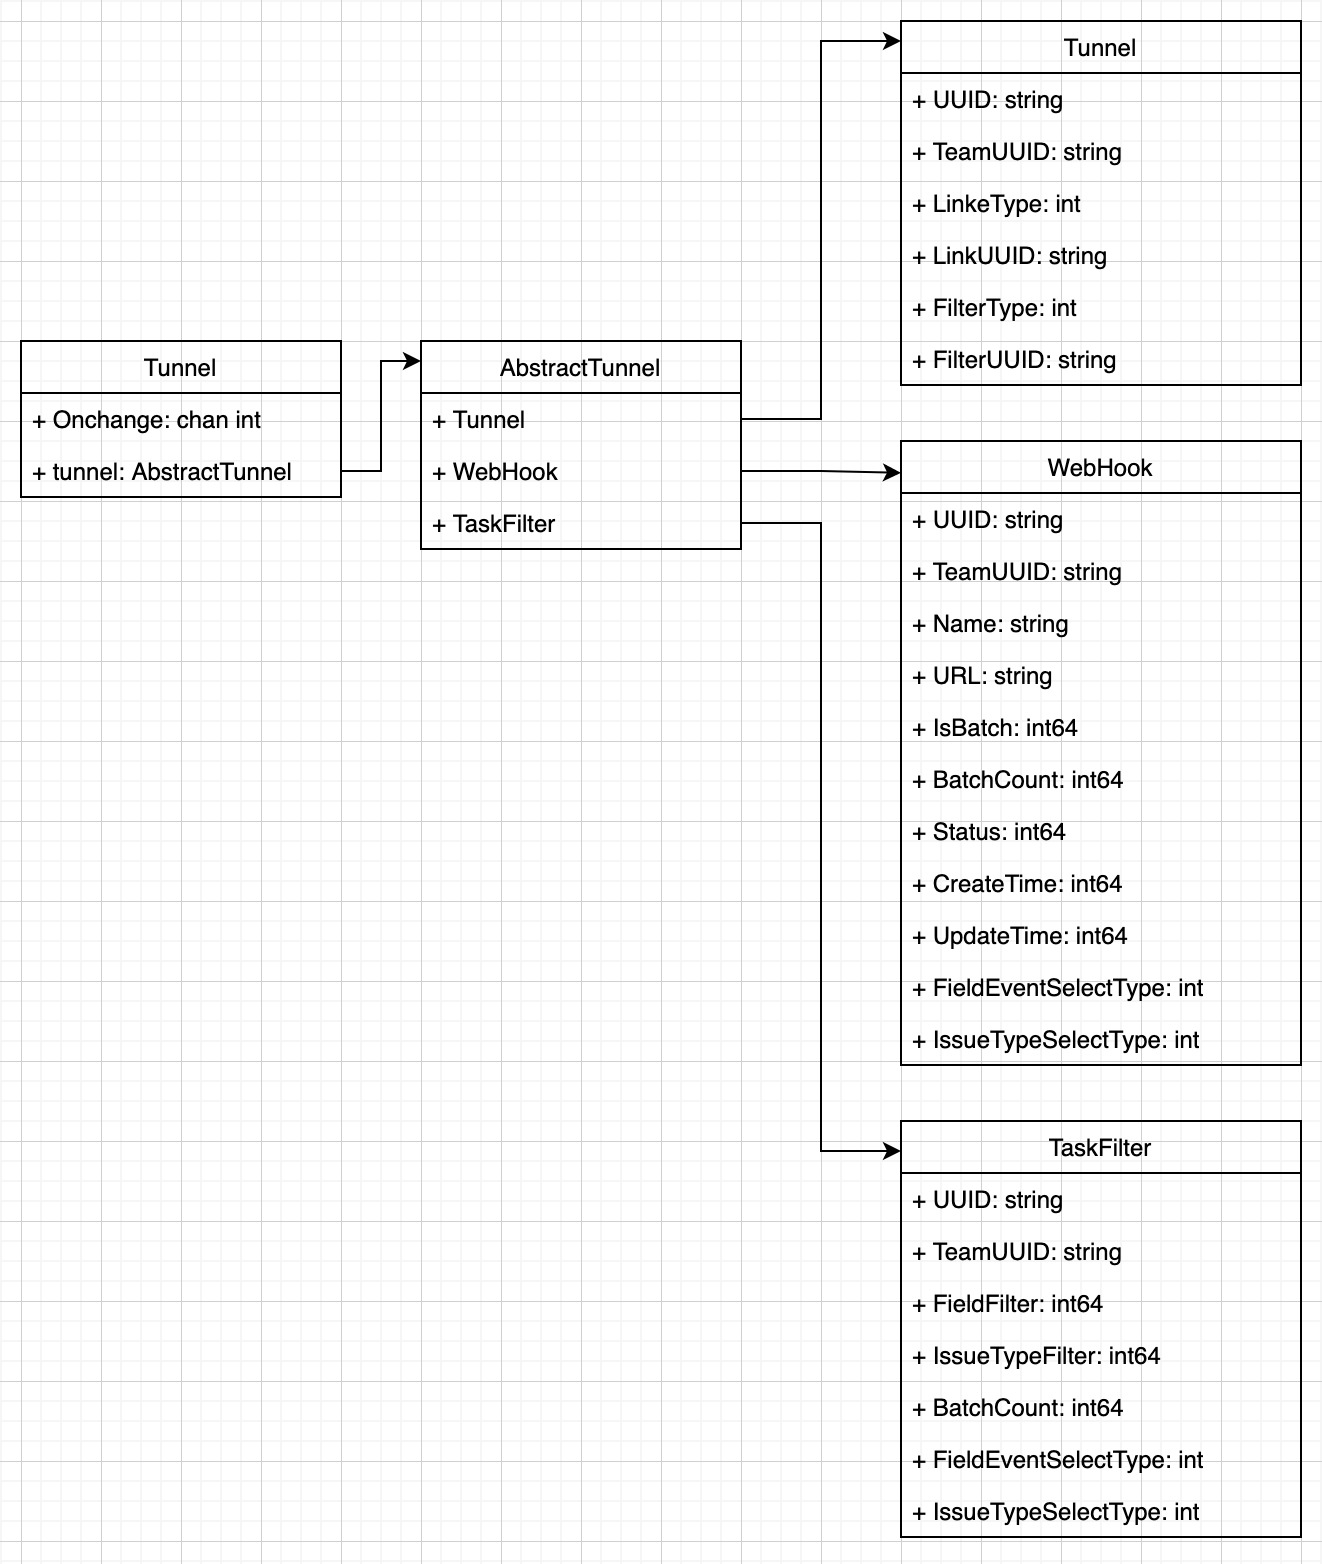 Tunnel
+ Onchange: chan int
+ tunnel: AbstractTunnel
AbstractTunnel
+ Tunnel
+ WebHook
+ TaskFilter
Tunnel
+ UUID: string
+ TeamUUID: string
+ LinkeType: int
+ LinkUUID: string
+ FilterType: int
+ FilterUUID: string
WebHook
+ UUID: string
+ TeamUUID: string
+ Name: string
+ URL: string
+ IsBatch: int64
+ BatchCount: int64
+ Status: int64
+ CreateTime: int64
+ UpdateTime: int64
+ FieldEventSelectType: int
+ IssueTypeSelectType: int
TaskFilter
+ UUID: string
+ TeamUUID: string
+ FieldFilter: int64
+ IssueTypeFilter: int64
+ BatchCount: int64
+ FieldEventSelectType: int
+ IssueTypeSelectType: int